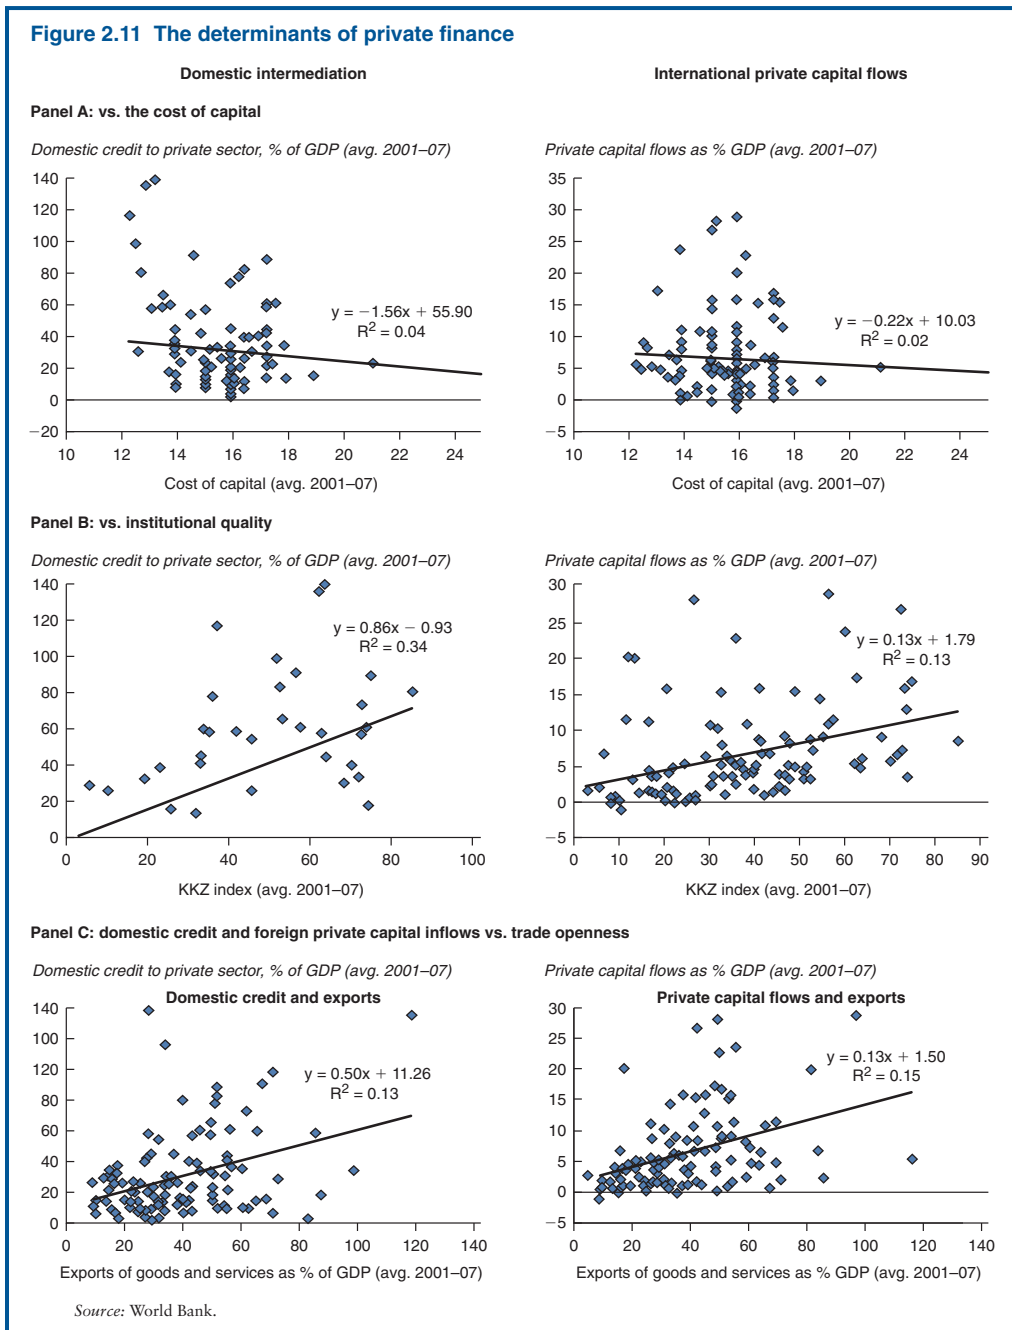 Figure 2.11 The determinants of private finance
Domestic intermediation
International private capital flows
Panel A: vs. the cost of capital
Domestic credit to private sector, % of GDP (avg. 2001–07)
140
120
100
80
60
40
20
0
−20
y = −1.56x + 55.90
R2 = 0.04
10 12 14 16 18 20 22 24
Cost of capital (avg. 2001–07)
Private capital flows as % GDP (avg. 2001–07)
35
30
25
20
15
10
5
0
−5
y = −0.22x + 10.03
R2 = 0.02
10 12 14 16 18 20 22 24
Cost of capital (avg. 2001–07)
Panel B: vs. institutional quality
Domestic credit to private sector, % of GDP (avg. 2001–07)
140
120
100
80
60
40
20
0
y = 0.86x − 0.93
R2 = 0.34
0 20 40 60 80 100
KKZ index (avg. 2001–07)
Private capital flows as % GDP (avg. 2001–07)
30
25
20
15
10
5
0
−5
y = 0.13x + 1.79
R2 = 0.13
0 10 20 30 40 50 60 70 80 90
KKZ index (avg. 2001–07)
Panel C: domestic credit and foreign private capital inflows vs. trade openness
Domestic credit to private sector, % of GDP (avg. 2001–07)
Domestic credit and exports
140
100
120
80
60
40
20
0
y = 0.50x + 11.26
R2 = 0.13
0 20 40 60 80 100 120 140
Exports of goods and services as % of GDP (avg. 2001–07)
Private capital flows as % GDP (avg. 2001–07)
Private capital flows and exports
30
25
20
15
10
5
0
−5
y = 0.13x + 1.50
R2 = 0.15
0 20 40 60 80 100 120 140
Exports of goods and services as % GDP (avg. 2001–07)
Source: World Bank.